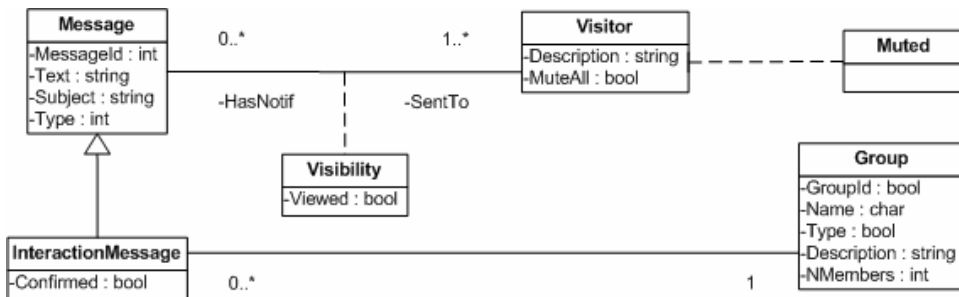 Message
-MessageId : int
-Text : string
-Subject : string
-Type : int
0..*
1..*
-HasNotif
-SentTo
Visitor
-Description : string
-MuteAll : bool
Muted
Visibility
-Viewed : bool
Group
-GroupId : bool
-Name : char
-Type : bool
-Description : string
-NMembers : int
InteractionMessage
-Confirmed : bool
0..*
1